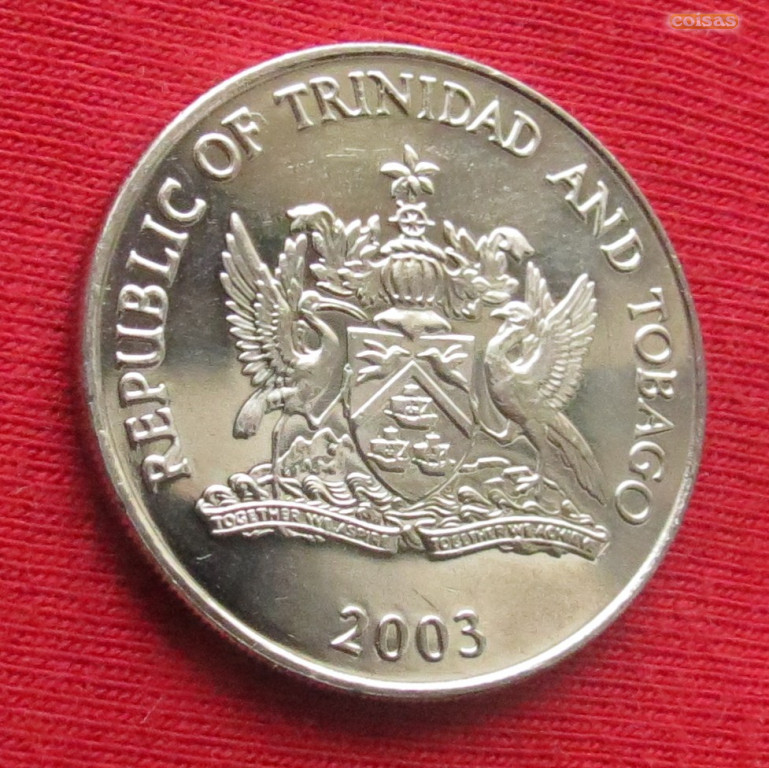 coisas
REPUBLIC OF TRINIDAD AND TOBAGO
TOGETHER WE ASPIRE
TOGETHER WE ACHIEVE
2003